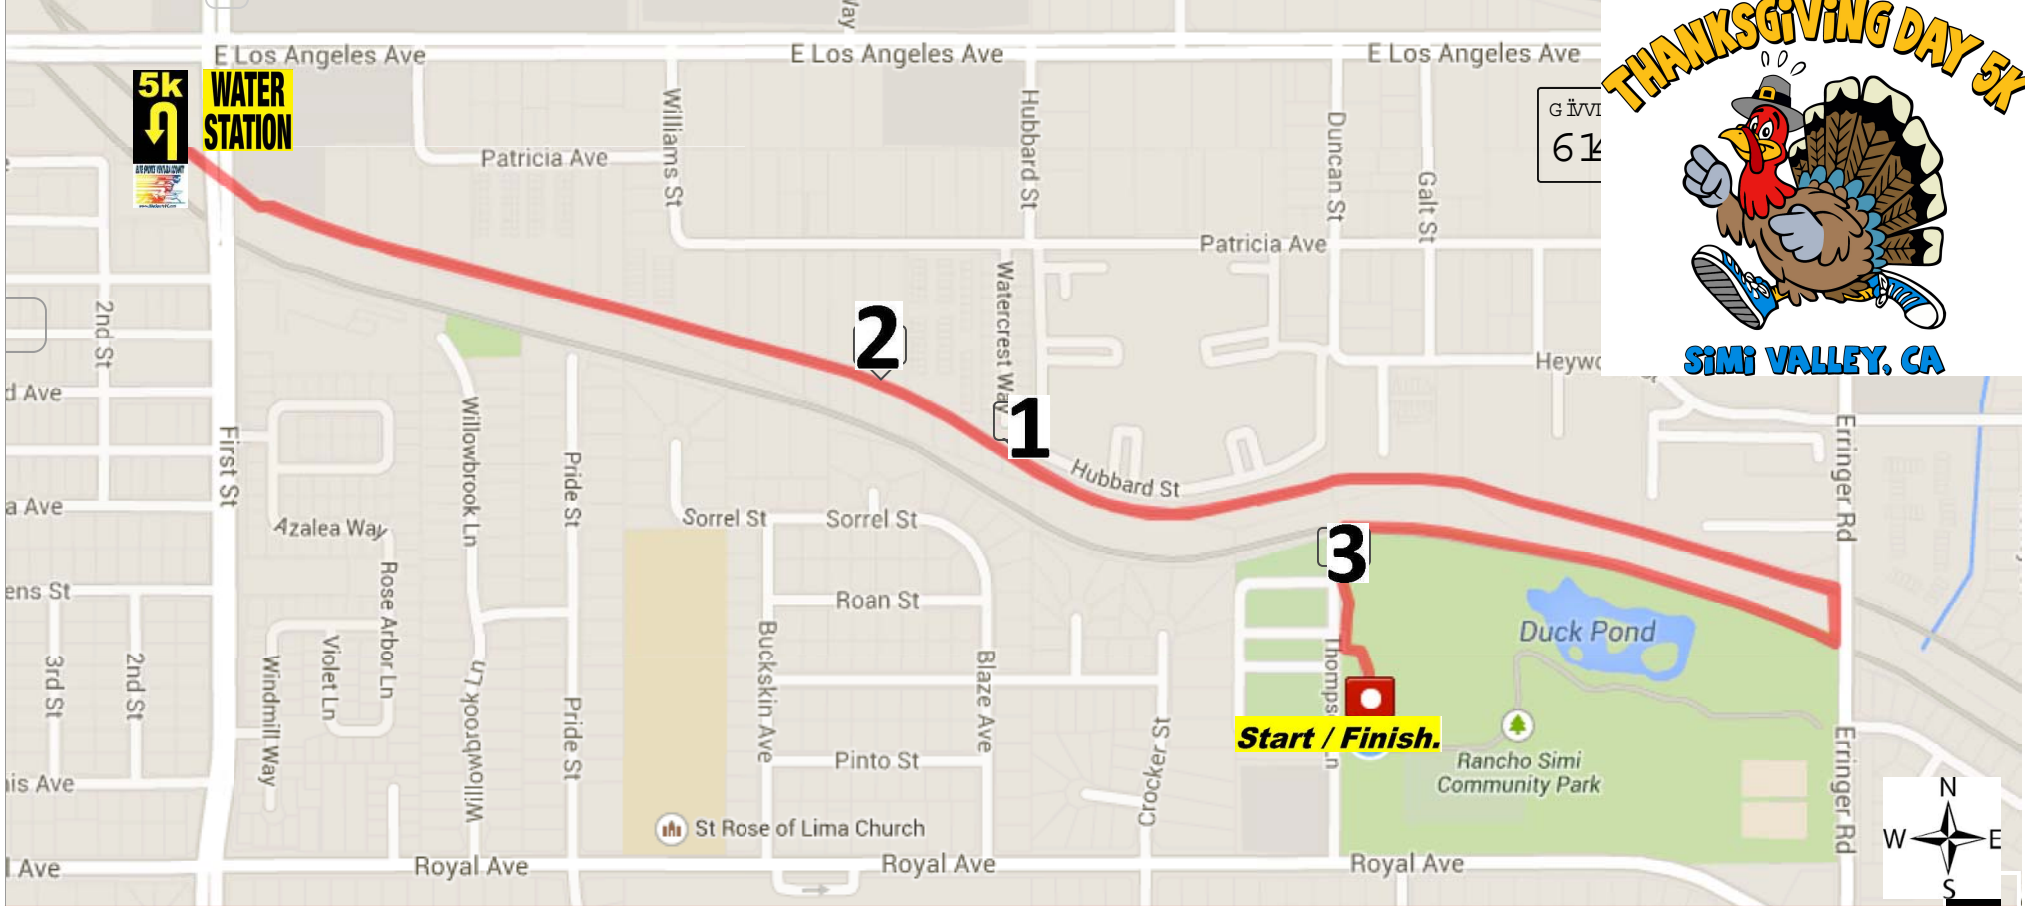 THANKSGIVING DAY 5K
SIMI VALLEY, CA
Way
E Los Angeles Ave
E Los Angeles Ave
E Los Angeles Ave
5k
WATER
STATION
Williams St
Hubbard St
Duncan St
Galt St
Patricia Ave
Patricia Ave
Watercrest Way
2nd St
2
1
3
d Ave
First St
Willowbrook Ln
Pride St
Hubbard St
Erringer Rd
a Ave
Azalea Way
Sorrel St
Sorrel St
ens St
Rose Arbor Ln
Roan St
Duck Pond
3rd St
2nd St
Windmill Way
Violet Ln
Willowbrook Ln
Pride St
Buckskin Ave
Blaze Ave
Crocker St
Start / Finish.
Pinto St
Rancho Simi
Community Park
Erringer Rd
St Rose of Lima Church
l Ave
Royal Ave
Royal Ave
Royal Ave
N
W E
S